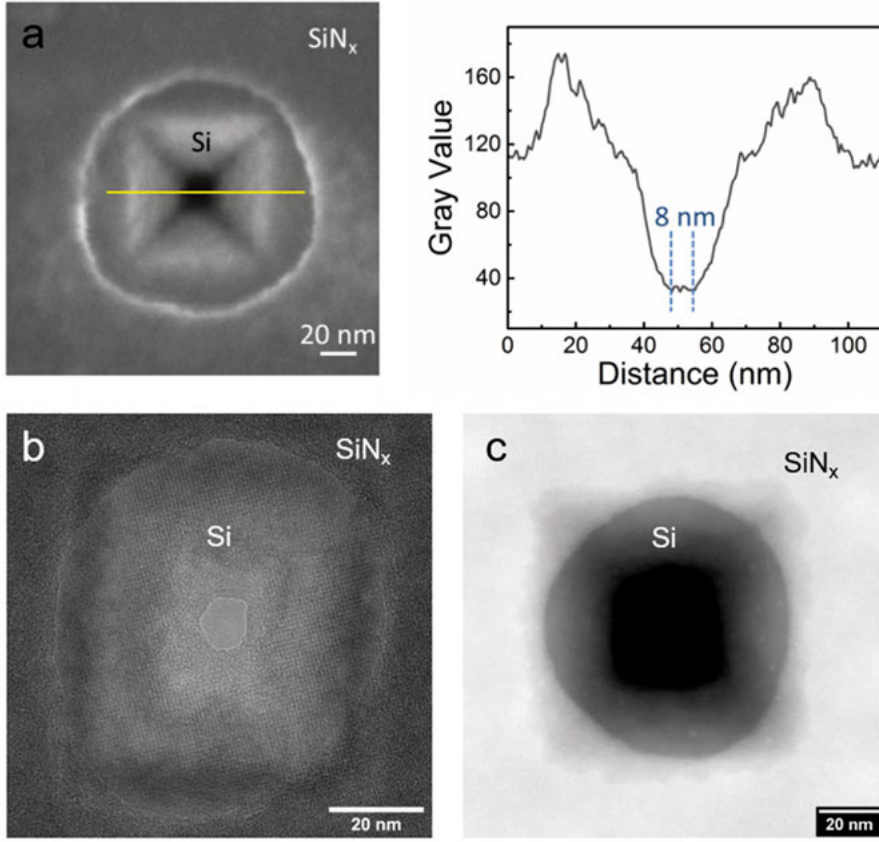 a
SiNₓ
Si
20 nm
Gray Value
160
120
80
40
8 nm
0 20 40 60 80 100
Distance (nm)
b
SiNₓ
Si
20 nm
c
SiNₓ
Si
20 nm